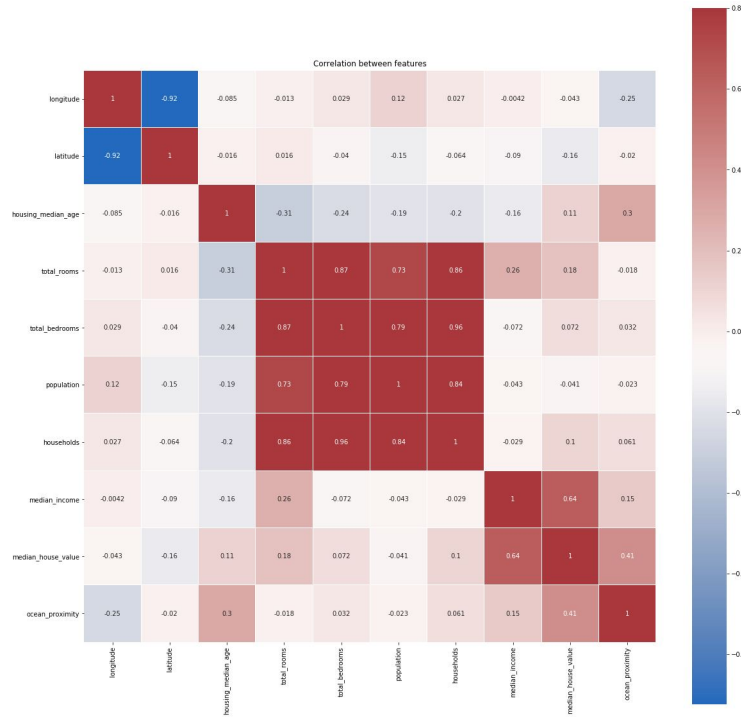 Correlation between features
longitude 1 -0.92 -0.085 -0.013 0.029 0.12 0.027 -0.0042 -0.043 -0.25
latitude -0.92 1 -0.016 0.016 -0.04 -0.15 -0.064 -0.09 -0.16 -0.02
housing_median_age -0.085 -0.016 1 -0.31 -0.24 -0.19 -0.2 -0.16 0.11 0.3
total_rooms -0.013 0.016 -0.31 1 0.87 0.73 0.86 0.26 0.18 -0.018
total_bedrooms 0.029 -0.04 -0.24 0.87 1 0.79 0.96 -0.072 0.072 0.032
population 0.12 -0.15 -0.19 0.73 0.79 1 0.84 -0.043 -0.041 -0.023
households 0.027 -0.064 -0.2 0.86 0.96 0.84 1 -0.029 0.1 0.061
median_income -0.0042 -0.09 -0.16 0.26 -0.072 -0.043 -0.029 1 0.64 0.15
median_house_value -0.043 -0.16 0.11 0.18 0.072 -0.041 0.1 0.64 1 0.41
ocean_proximity -0.25 -0.02 0.3 -0.018 0.032 -0.023 0.061 0.15 0.41 1
longitude latitude housing_median_age total_rooms total_bedrooms population households median_income median_house_value ocean_proximity
0.8
0.6
0.4
0.2
0.0